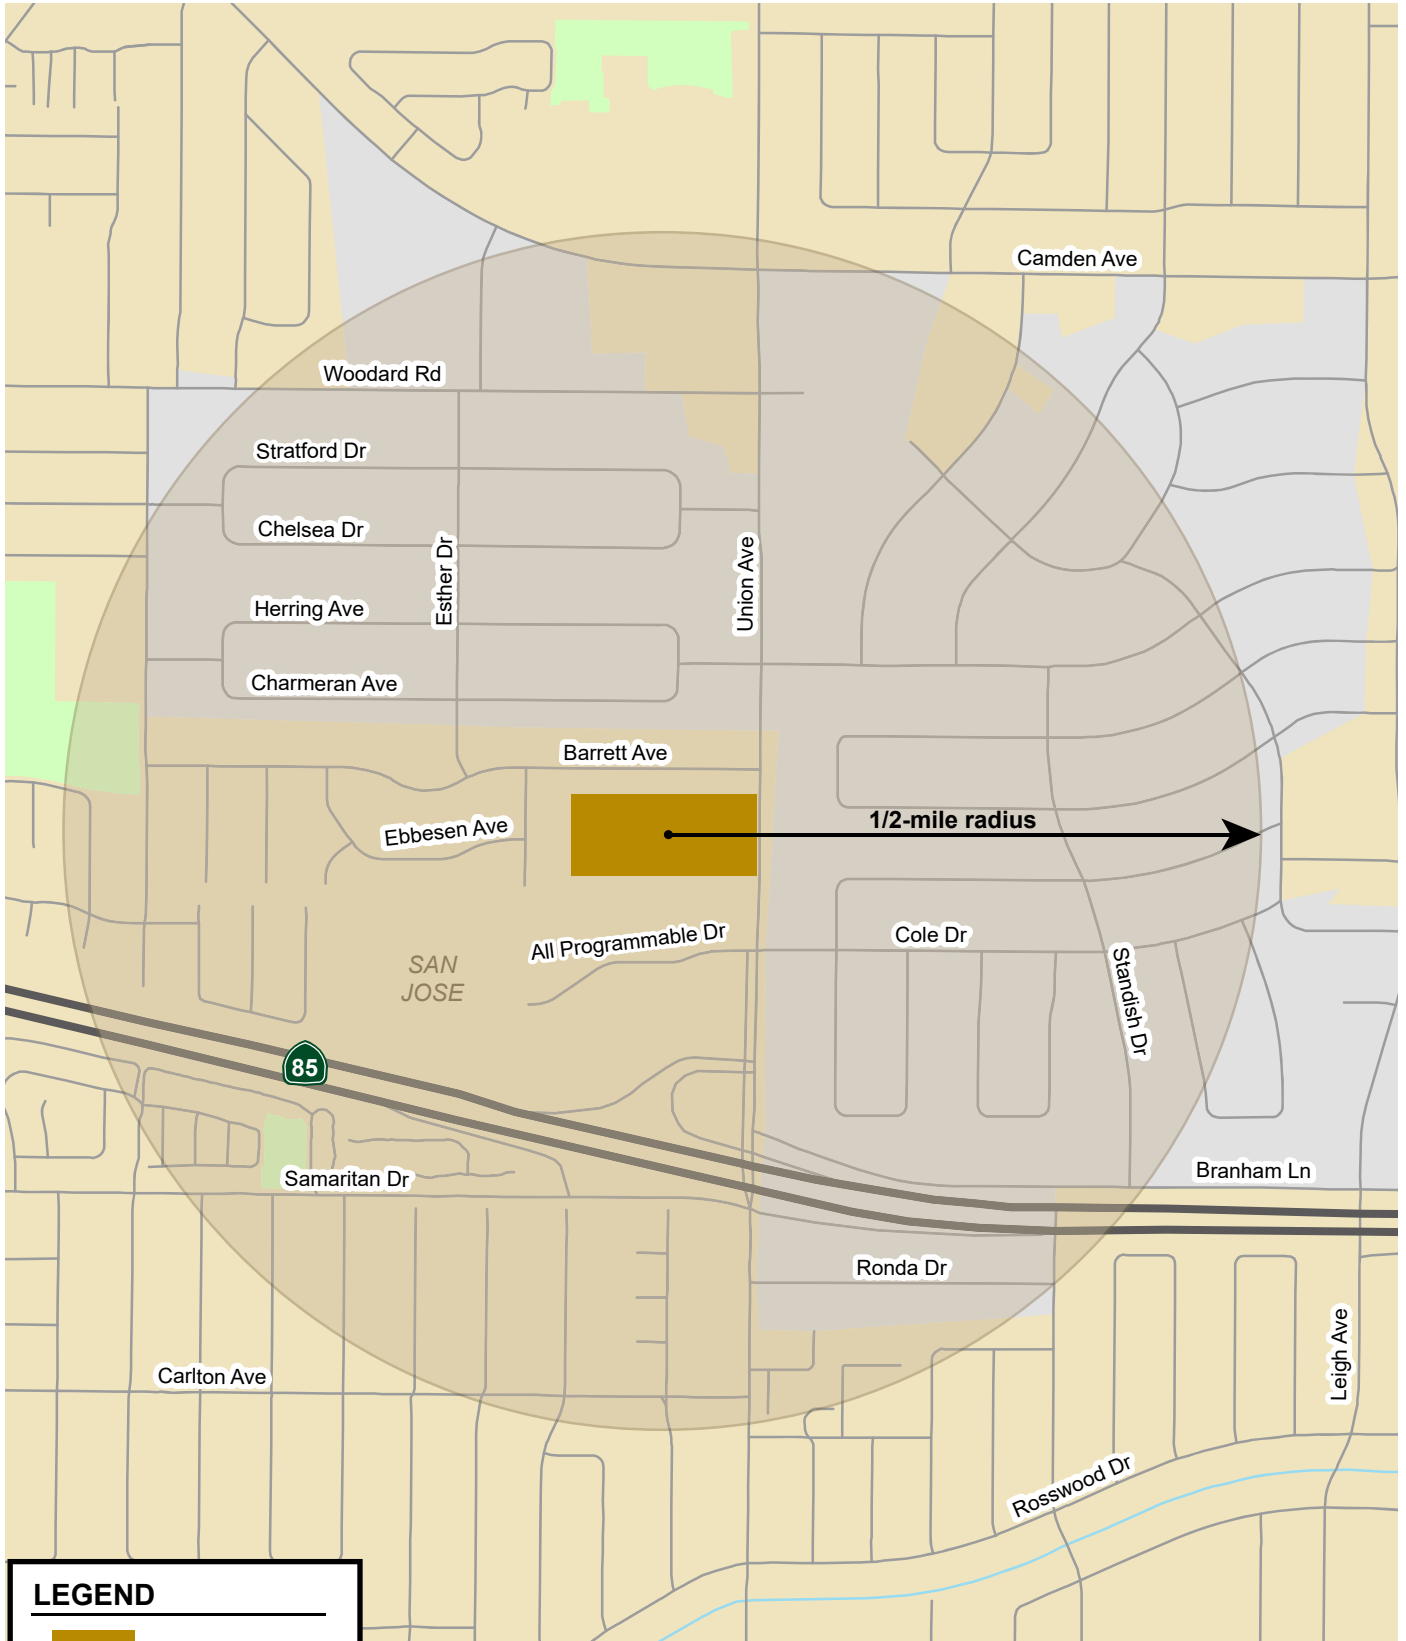 Camden Ave
Woodard Rd
Stratford Dr
Chelsea Dr
Esther Dr
Union Ave
Herring Ave
Charmeran Ave
Barrett Ave
Ebbesen Ave
1/2-mile radius
All Programmable Dr
Cole Dr
SAN
JOSE
Standish Dr
85
Samaritan Dr
Branham Ln
Ronda Dr
Leigh Ave
Carlton Ave
Rosswood Dr
LEGEND